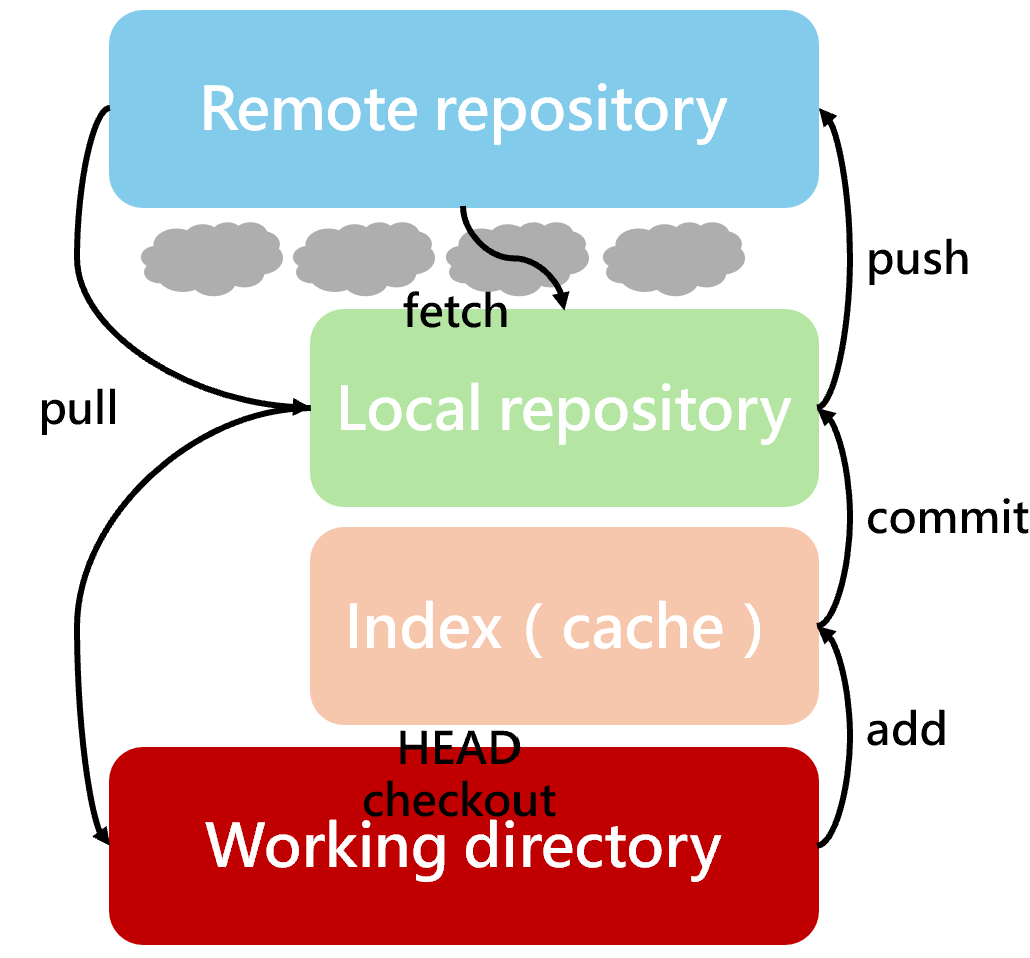 Remote repository
push
fetch
pull
Local repository
commit
Index ( cache )
add
HEAD
checkout
Working directory